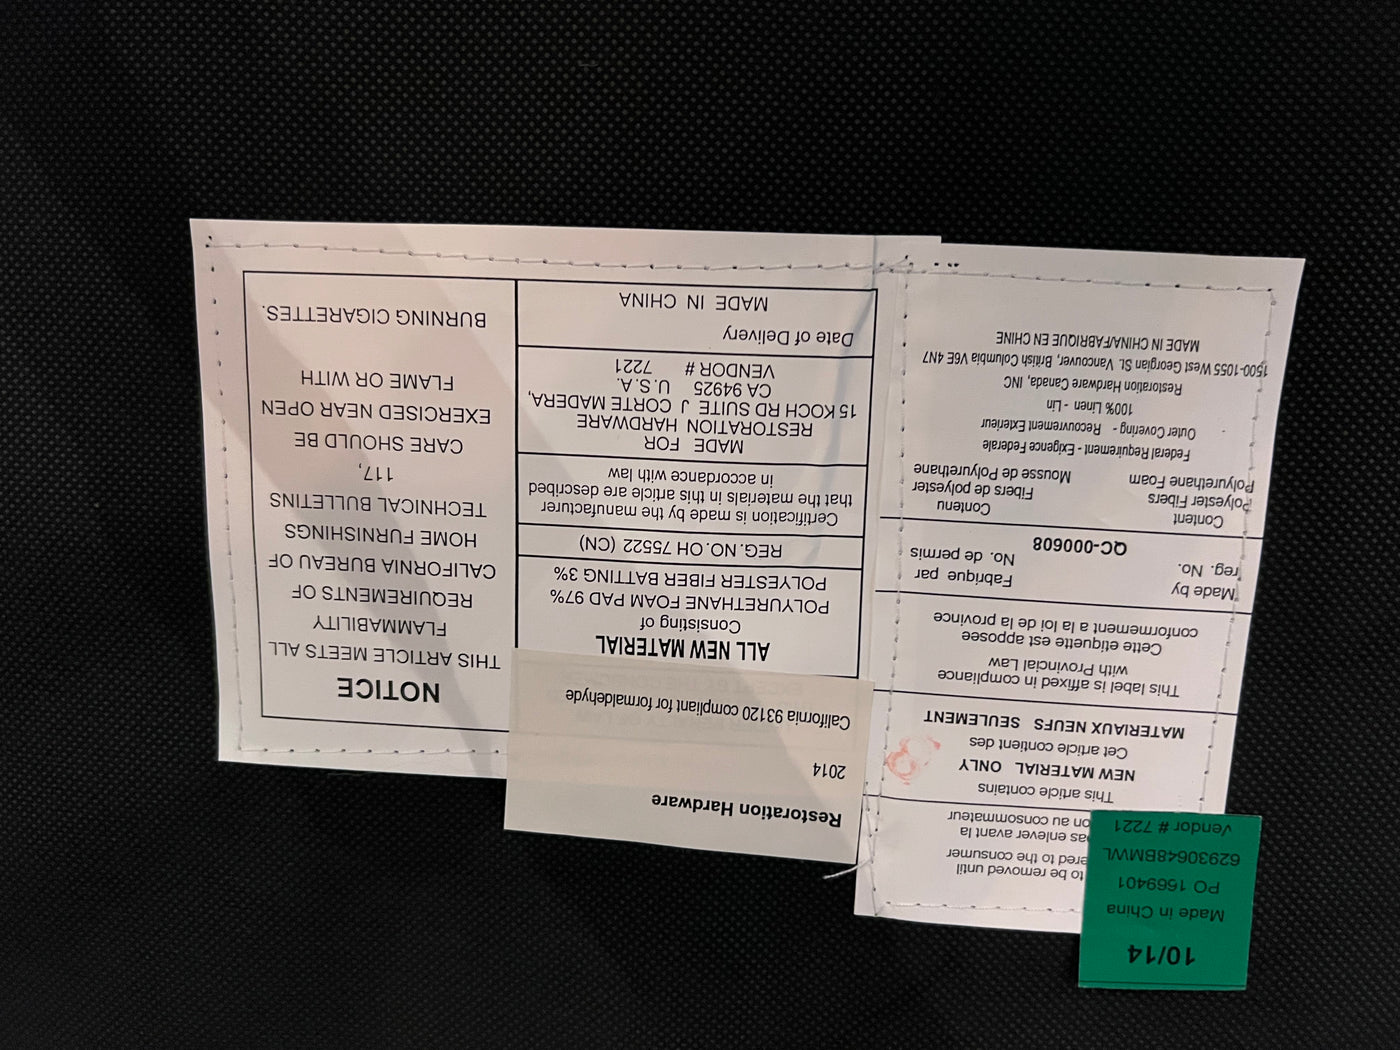 10/14
Made in China
PO 1669401
62930648BMWL
Vendor # 7221
to be removed until
ered to the consumer
pas enlever avant la
on au consommateur
This article contains
NEW MATERIAL ONLY
Cet article contient des
MATERIAUX NEUFS SEULEMENT
This label is affixed in compliance
with Provincial Law
Cette étiquette est apposee
conformement a la loi de la province
Made by Fabrique par
reg. No. No. de permis
QC-000608
Content Contenu
Polyester Fibers Fibers de polyester
Polyurethane Foam Mousse de Polyurethane
Federal Requirement - Exigence Federale
Outer Covering - Recouvrement Exterieur
100% Linen - Lin
Restoration Hardware Canada, INC
1500-1055 West Georgian St. Vancouver, British Columbia V6E 4N7
MADE IN CHINA/FABRIQUE EN CHINE
Restoration Hardware
2014
California 93120 compliant for formaldehyde
ALL NEW MATERIAL
Consisting of
POLYURETHANE FOAM PAD 97%
POLYESTER FIBER BATTING 3%
REG. NO. OH 75522 (CN)
Certification is made by the manufacturer
that the materials in this article are described
in accordance with law
MADE FOR
RESTORATION HARDWARE
15 KOCH RD SUITE J CORTE MADERA,
CA 94925 U.S.A.
VENDOR # 7221
Date of Delivery
MADE IN CHINA
NOTICE
THIS ARTICLE MEETS ALL
FLAMMABILITY
REQUIREMENTS OF
CALIFORNIA BUREAU OF
HOME FURNISHINGS
TECHNICAL BULLETINS
117,
CARE SHOULD BE
EXERCISED NEAR OPEN
FLAME OR WITH
BURNING CIGARETTES.